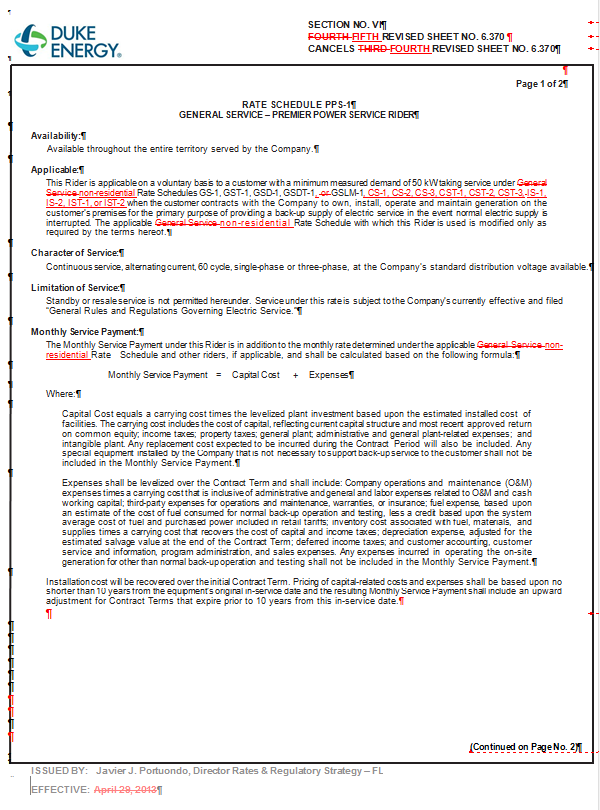 DUKE
ENERGY®
SECTION NO. VI¶
FOURTH FIFTH REVISED SHEET NO. 6.370 ¶
CANCELS THIRD FOURTH REVISED SHEET NO. 6.370¶
¶
Page 1 of 2¶
RATE SCHEDULE PPS-1¶
GENERAL SERVICE – PREMIER POWER SERVICE RIDER¶
Availability:¶
Available throughout the entire territory served by the Company.¶
Applicable:¶
This Rider is applicable on a voluntary basis to a customer with a minimum measured demand of 50 kW taking service under General
Service non-residential Rate Schedules GS-1, GST-1, GSD-1, GSDT-1, or GSLM-1, CS-1, CS-2, CS-3, CST-1, CST-2, CST-3, IS-1,
IS-2, IST-1, or IST-2 when the customer contracts with the Company to own, install, operate and maintain generation on the
customer's premises for the primary purpose of providing a back-up supply of electric service in the event normal electric supply is
interrupted. The applicable General Service non-residential Rate Schedule with which this Rider is used is modified only as
required by the terms hereof.¶
Character of Service:¶
Continuous service, alternating current, 60 cycle, single-phase or three-phase, at the Company's standard distribution voltage available.¶
Limitation of Service:¶
Standby or resale service is not permitted hereunder. Service under this rate is subject to the Company's currently effective and filed
"General Rules and Regulations Governing Electric Service."¶
Monthly Service Payment:¶
The Monthly Service Payment under this Rider is in addition to the monthly rate determined under the applicable General Service non-
residential Rate Schedule and other riders, if applicable, and shall be calculated based on the following formula:¶
Monthly Service Payment = Capital Cost + Expenses¶
Where:¶
Capital Cost equals a carrying cost times the levelized plant investment based upon the estimated installed cost of
facilities. The carrying cost includes the cost of capital, reflecting current capital structure and most recent approved return
on common equity; income taxes; property taxes; general plant; administrative and general plant-related expenses; and
intangible plant. Any replacement cost expected to be incurred during the Contract Period will also be included. Any
special equipment installed by the Company that is not necessary to support back-up service to the customer shall not be
included in the Monthly Service Payment.¶
Expenses shall be levelized over the Contract Term and shall include: Company operations and maintenance (O&M)
expenses times a carrying cost that is inclusive of administrative and general and labor expenses related to O&M and cash
working capital; third-party expenses for operations and maintenance, warranties, or insurance; fuel expense, based upon
an estimate of the cost of fuel consumed for normal back-up operation and testing, less a credit based upon the system
average cost of fuel and purchased power included in retail tariffs; inventory cost associated with fuel, materials, and
supplies times a carrying cost that recovers the cost of capital and income taxes; depreciation expense, adjusted for the
estimated salvage value at the end of the Contract Term; deferred income taxes; and customer accounting, customer
service and information, program administration, and sales expenses. Any expenses incurred in operating the on-site
generation for other than normal back-up operation and testing shall not be included in the Monthly Service Payment.¶
Installation cost will be recovered over the initial Contract Term. Pricing of capital-related costs and expenses shall be based upon no
shorter than 10 years from the equipment's original in-service date and the resulting Monthly Service Payment shall include an upward
adjustment for Contract Terms that expire prior to 10 years from this in-service date.¶
¶
(Continued on Page No. 2)¶
ISSUED BY: Javier J. Portuondo, Director Rates & Regulatory Strategy – FL
EFFECTIVE: April 29, 2013¶